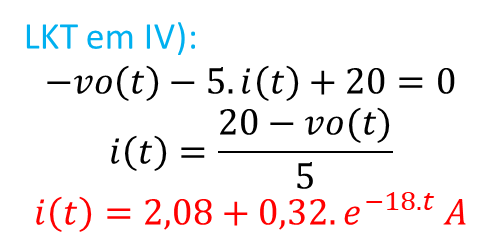 LKT em IV):
−vo(t) − 5.i(t) + 20 = 0
i(t) = (20 − vo(t))/5
i(t) = 2,08 + 0,32.e^(−18.t) A